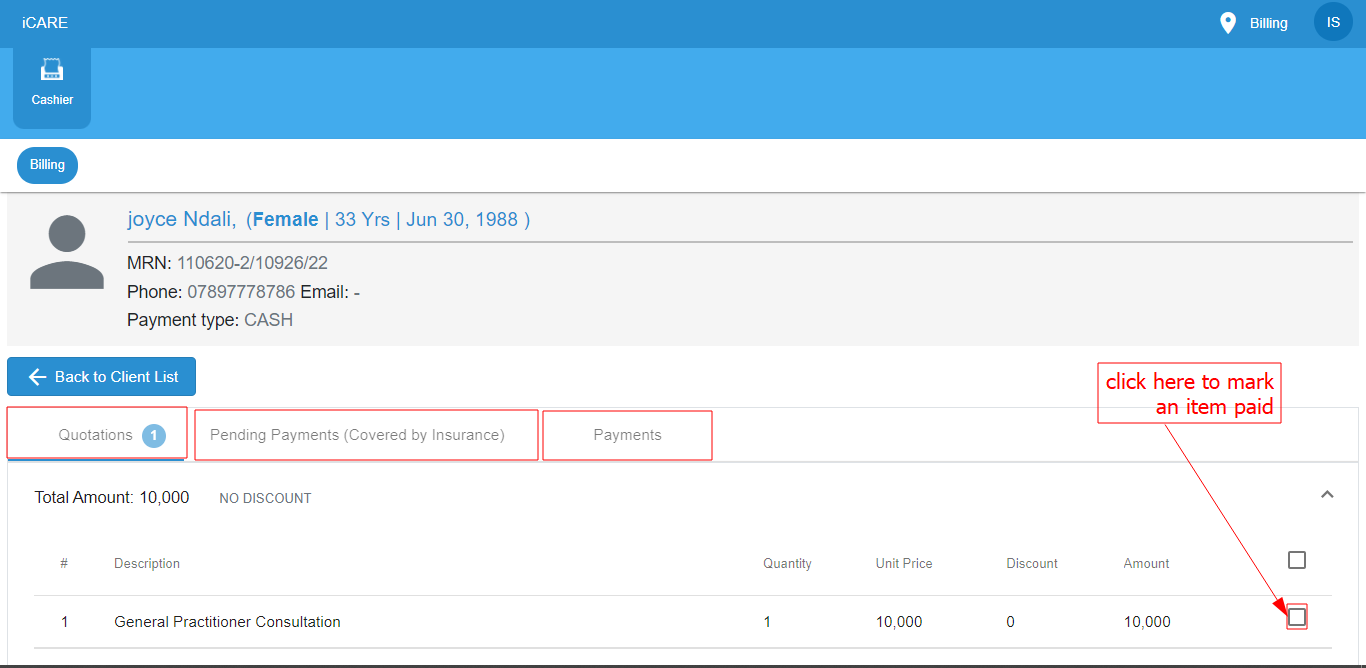 iCARE
Billing
IS
Cashier
Billing
joyce Ndali, (Female | 33 Yrs | Jun 30, 1988 )
MRN: 110620-2/10926/22
Phone: 07897778786 Email: -
Payment type: CASH
Back to Client List
click here to mark
an item paid
Quotations 1
Pending Payments (Covered by Insurance)
Payments
Total Amount: 10,000 NO DISCOUNT
# Description Quantity Unit Price Discount Amount
1 General Practitioner Consultation 1 10,000 0 10,000